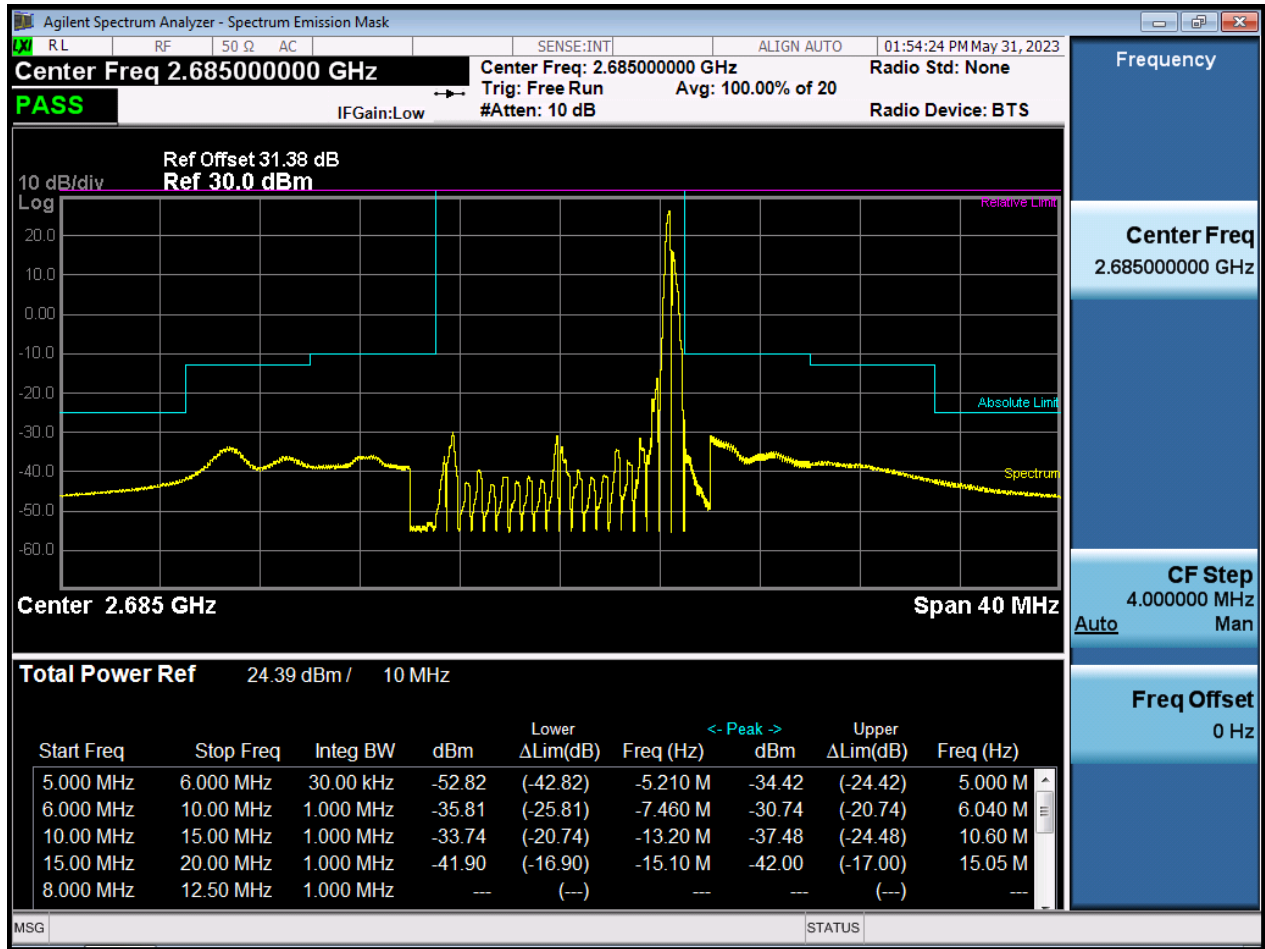 Agilent Spectrum Analyzer - Spectrum Emission Mask
LXI RL RF 50 Ω AC SENSE:INT ALIGN AUTO 01:54:24 PM May 31, 2023
Center Freq 2.685000000 GHz
Center Freq: 2.685000000 GHz Radio Std: None
Trig: Free Run Avg: 100.00% of 20
PASS
IFGain:Low #Atten: 10 dB Radio Device: BTS
Ref Offset 31.38 dB
10 dB/div Ref 30.0 dBm
Log
Relative Limit
20.0
10.0
0.00
-10.0
-20.0
Absolute Limit
-30.0
-40.0
Spectrum
-50.0
-60.0
Center 2.685 GHz Span 40 MHz
Total Power Ref 24.39 dBm / 10 MHz
Lower <- Peak -> Upper
Start Freq Stop Freq Integ BW dBm ΔLim(dB) Freq (Hz) dBm ΔLim(dB) Freq (Hz)
5.000 MHz 6.000 MHz 30.00 kHz -52.82 (-42.82) -5.210 M -34.42 (-24.42) 5.000 M
6.000 MHz 10.00 MHz 1.000 MHz -35.81 (-25.81) -7.460 M -30.74 (-20.74) 6.040 M
10.00 MHz 15.00 MHz 1.000 MHz -33.74 (-20.74) -13.20 M -37.48 (-24.48) 10.60 M
15.00 MHz 20.00 MHz 1.000 MHz -41.90 (-16.90) -15.10 M -42.00 (-17.00) 15.05 M
8.000 MHz 12.50 MHz 1.000 MHz --- (---) --- --- (---) ---
MSG STATUS
Frequency
Center Freq
2.685000000 GHz
CF Step
4.000000 MHz
Auto Man
Freq Offset
0 Hz